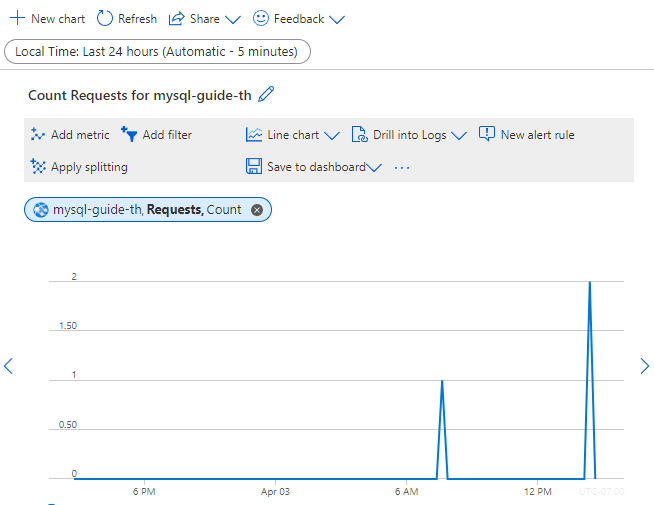 New chart Refresh Share Feedback
Local Time: Last 24 hours (Automatic - 5 minutes)
Count Requests for mysql-guide-th
Add metric Add filter Line chart Drill into Logs New alert rule
Apply splitting Save to dashboard ...
mysql-guide-th, Requests, Count
2
1.50
1
0.50
0
6 PM Apr 03 6 AM 12 PM UTC-07:00